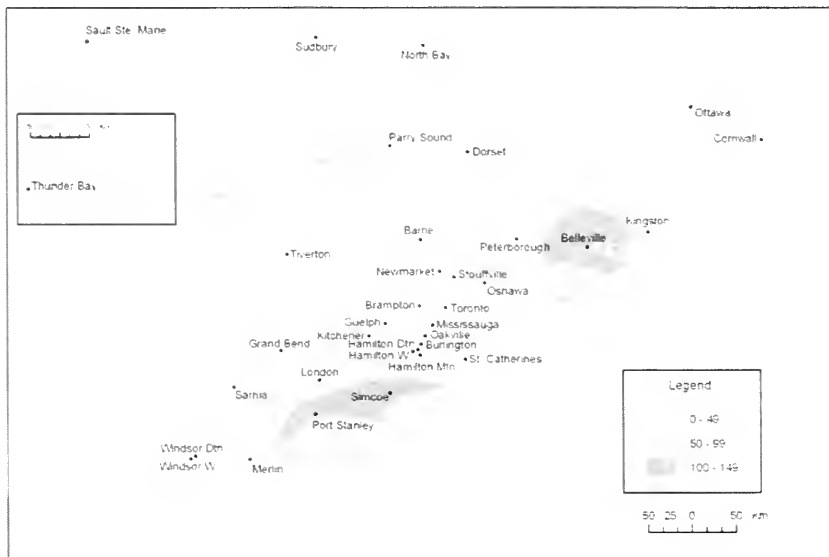 Sault Ste. Marie
Sudbury
North Bay
Ottawa
Cornwall
Parry Sound
Dorset
Thunder Bay
Kingston
Barrie
Peterborough
Belleville
Tiverton
Newmarket
Stouffville
Oshawa
Brampton
Toronto
Guelph
Mississauga
Kitchener
Oakville
Grand Bend
Hamilton Dtn
Burlington
Hamilton W
Hamilton Mtn
St. Catherines
London
Sarnia
Simcoe
Port Stanley
Windsor Dtn
Windsor W
Merlin
Legend
0 - 49
50 - 99
100 - 149
50 25 0 50 km